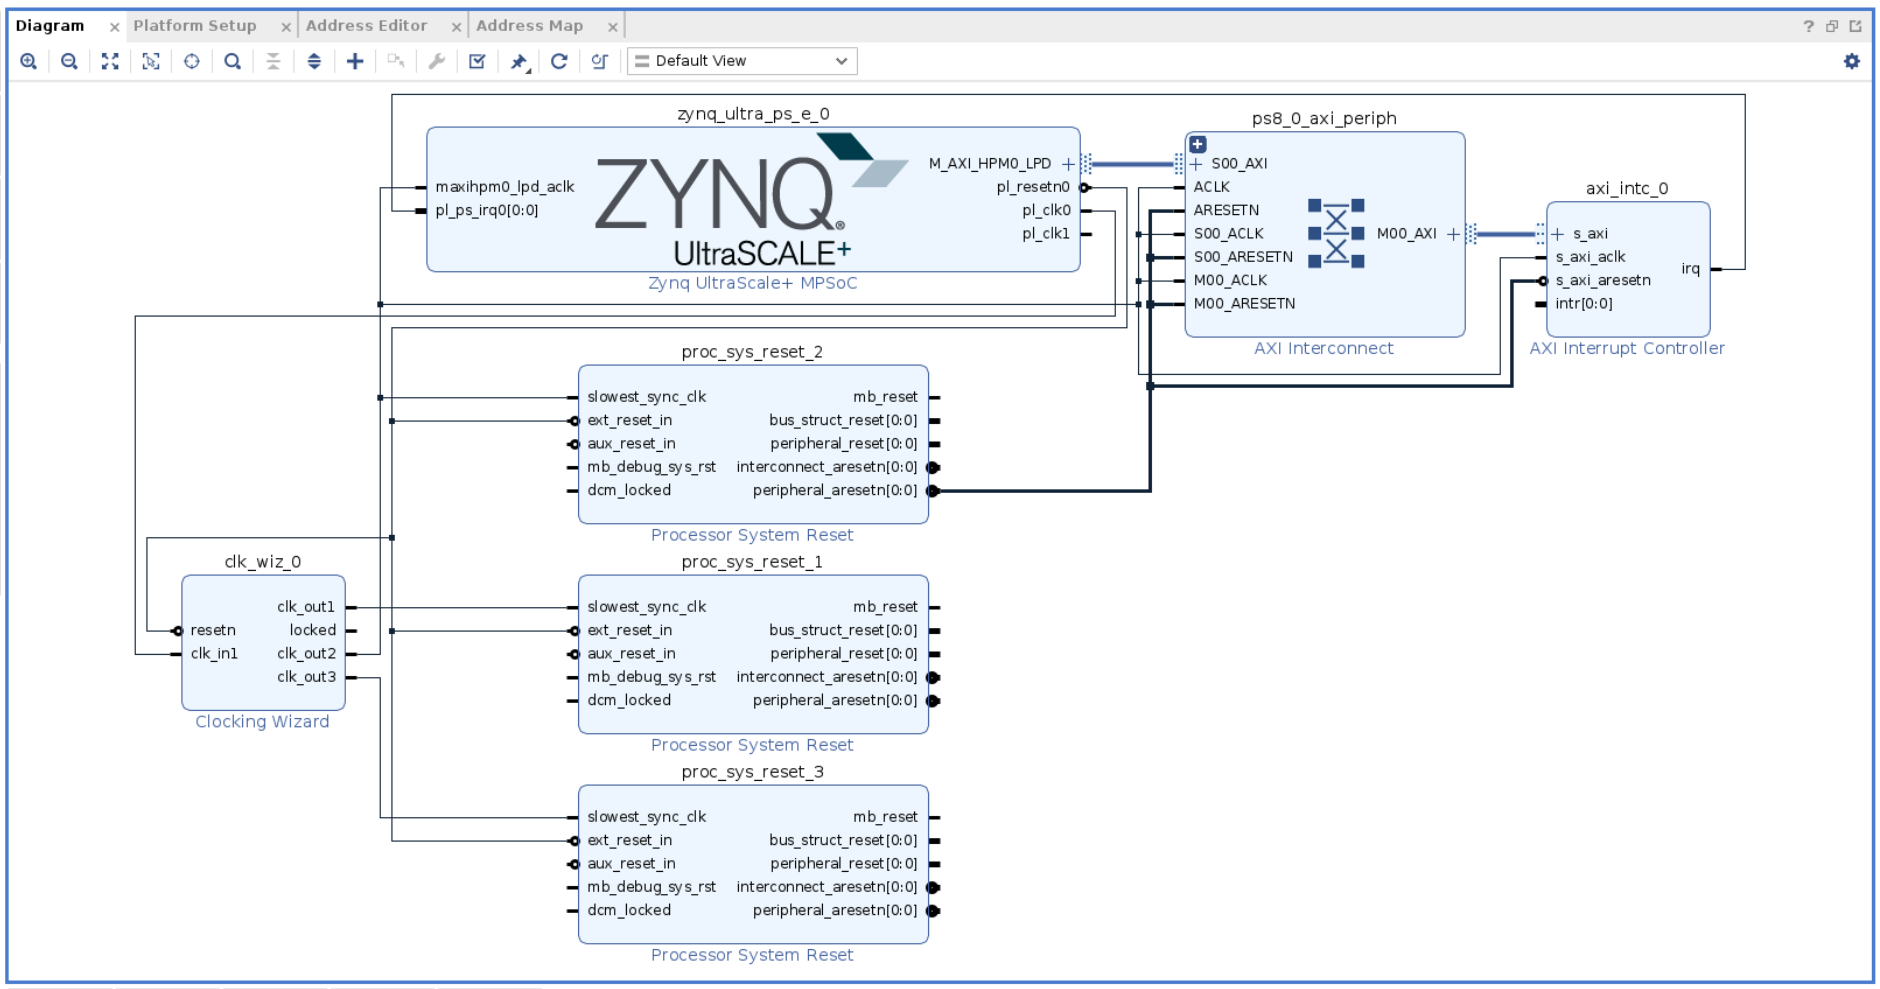 Diagram
Platform Setup
Address Editor
Address Map
Default View
zynq_ultra_ps_e_0
M_AXI_HPM0_LPD
maxihpm0_lpd_aclk
pl_resetn0
pl_ps_irq0[0:0]
pl_clk0
pl_clk1
ZYNQ®
UltraSCALE+
Zynq UltraScale+ MPSoC
ps8_0_axi_periph
S00_AXI
ACLK
ARESETN
S00_ACLK
M00_AXI
S00_ARESETN
M00_ACLK
M00_ARESETN
AXI Interconnect
axi_intc_0
s_axi
s_axi_aclk
irq
s_axi_aresetn
intr[0:0]
AXI Interrupt Controller
proc_sys_reset_2
slowest_sync_clk mb_reset
ext_reset_in bus_struct_reset[0:0]
aux_reset_in peripheral_reset[0:0]
mb_debug_sys_rst interconnect_aresetn[0:0]
dcm_locked peripheral_aresetn[0:0]
Processor System Reset
clk_wiz_0
clk_out1
resetn locked
clk_in1 clk_out2
clk_out3
Clocking Wizard
proc_sys_reset_1
slowest_sync_clk mb_reset
ext_reset_in bus_struct_reset[0:0]
aux_reset_in peripheral_reset[0:0]
mb_debug_sys_rst interconnect_aresetn[0:0]
dcm_locked peripheral_aresetn[0:0]
Processor System Reset
proc_sys_reset_3
slowest_sync_clk mb_reset
ext_reset_in bus_struct_reset[0:0]
aux_reset_in peripheral_reset[0:0]
mb_debug_sys_rst interconnect_aresetn[0:0]
dcm_locked peripheral_aresetn[0:0]
Processor System Reset